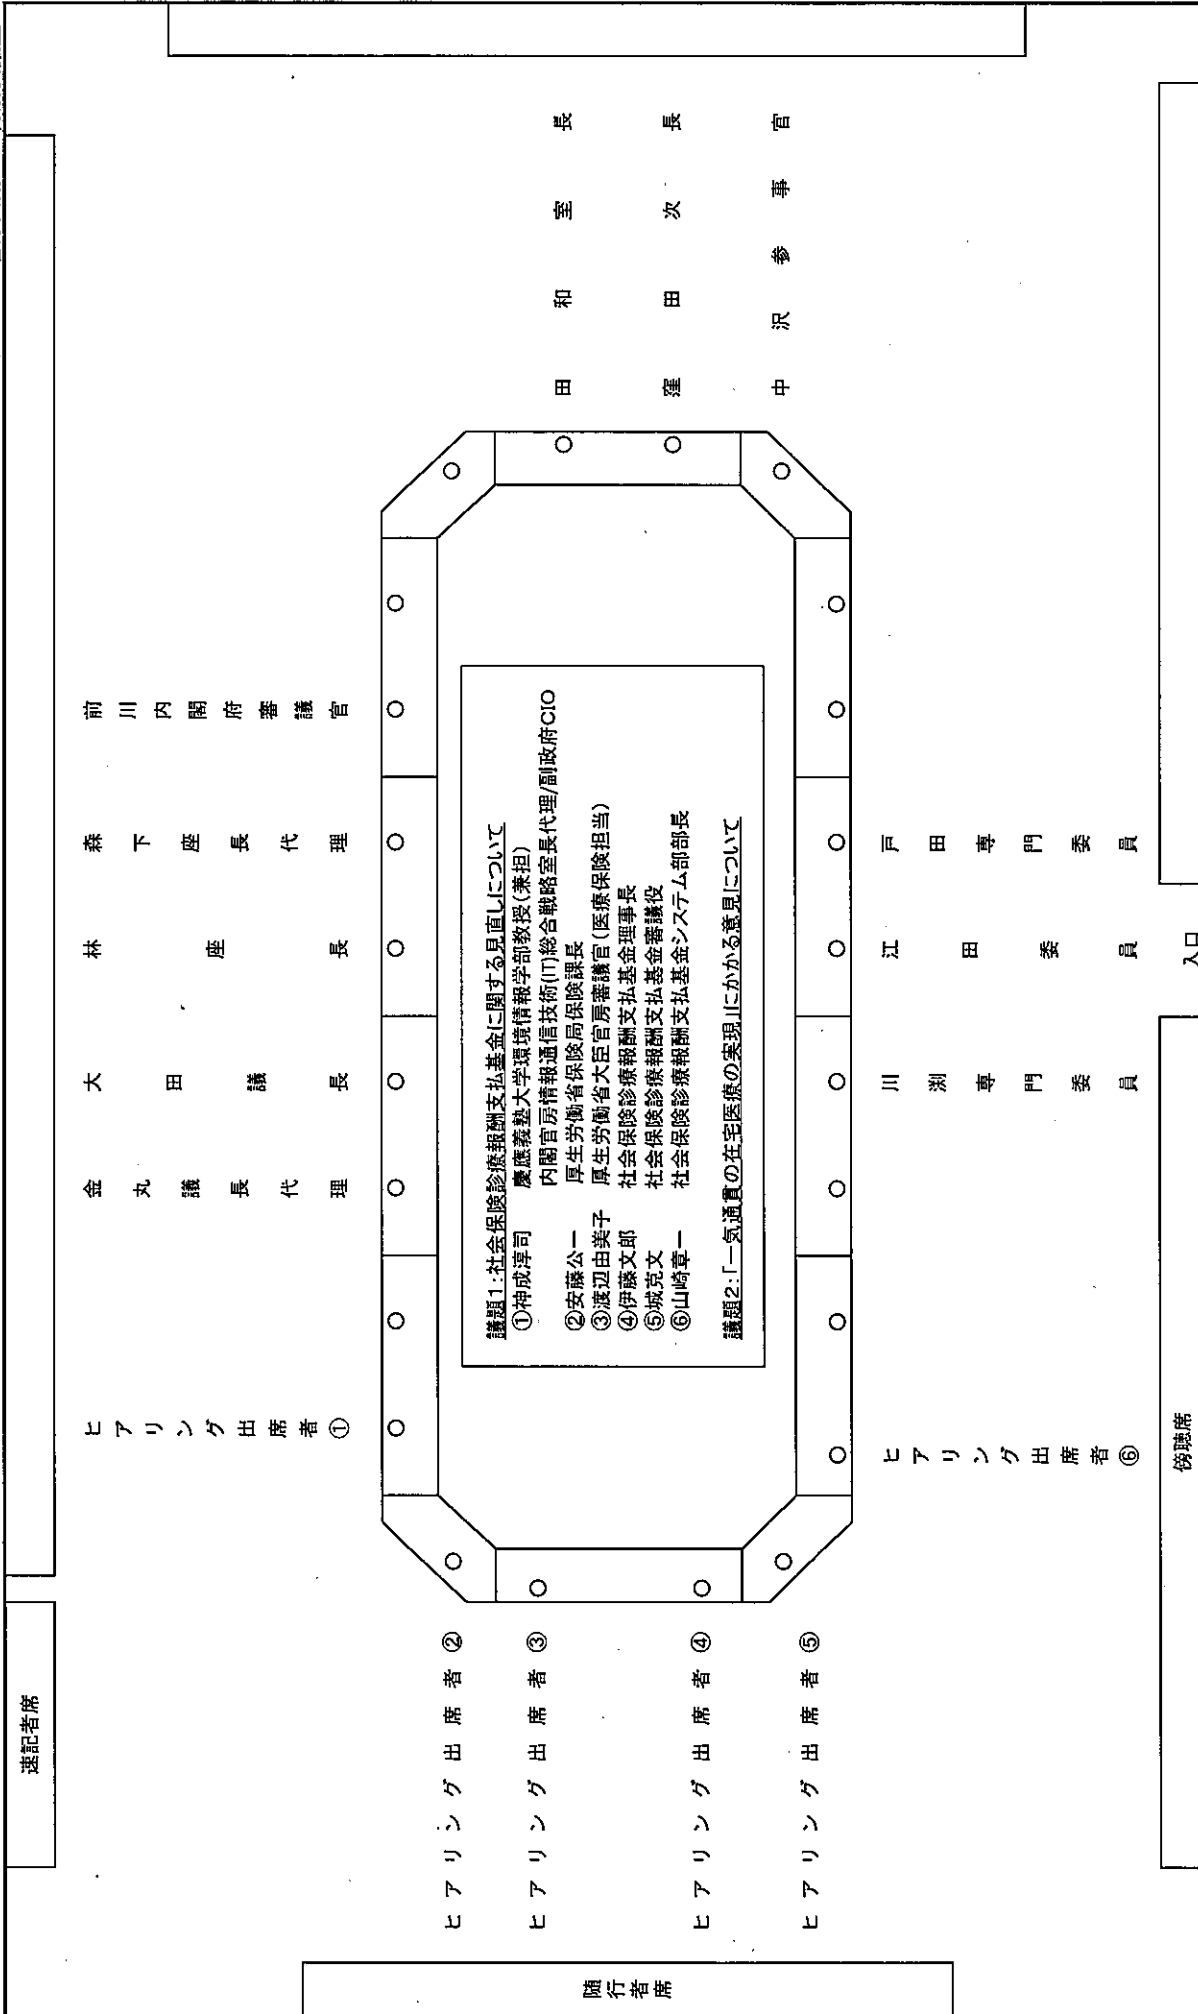 速記者席
金丸議長代理
大田議長
林座長
森下座長代理
前川内閣府審議官
ヒアリング出席者①
ヒアリング出席者②
ヒアリング出席者③
ヒアリング出席者④
ヒアリング出席者⑤
ヒアリング出席者⑥
議題1:社会保険診療報酬支払基金に関する見直しについて
①神成淳司 慶應義塾大学環境情報学部教授(兼担)
内閣官房情報通信技術(IT)総合戦略室長代理/副政府CIO
②安藤公一 厚生労働省保険局保険課長
③渡辺由美子 厚生労働省大臣官房審議官(医療保険担当)
④伊藤文郎 社会保険診療報酬支払基金理事長
⑤城克文 社会保険診療報酬支払基金審議役
⑥山崎章一 社会保険診療報酬支払基金システム部部長
議題2:「一気通貫の在宅医療の実現」にかかる意見について
田和室長
窪田次長
中沢参事官
川渕専門委員
江田委員
戸田専門委員
随行者席
傍聴席
入口